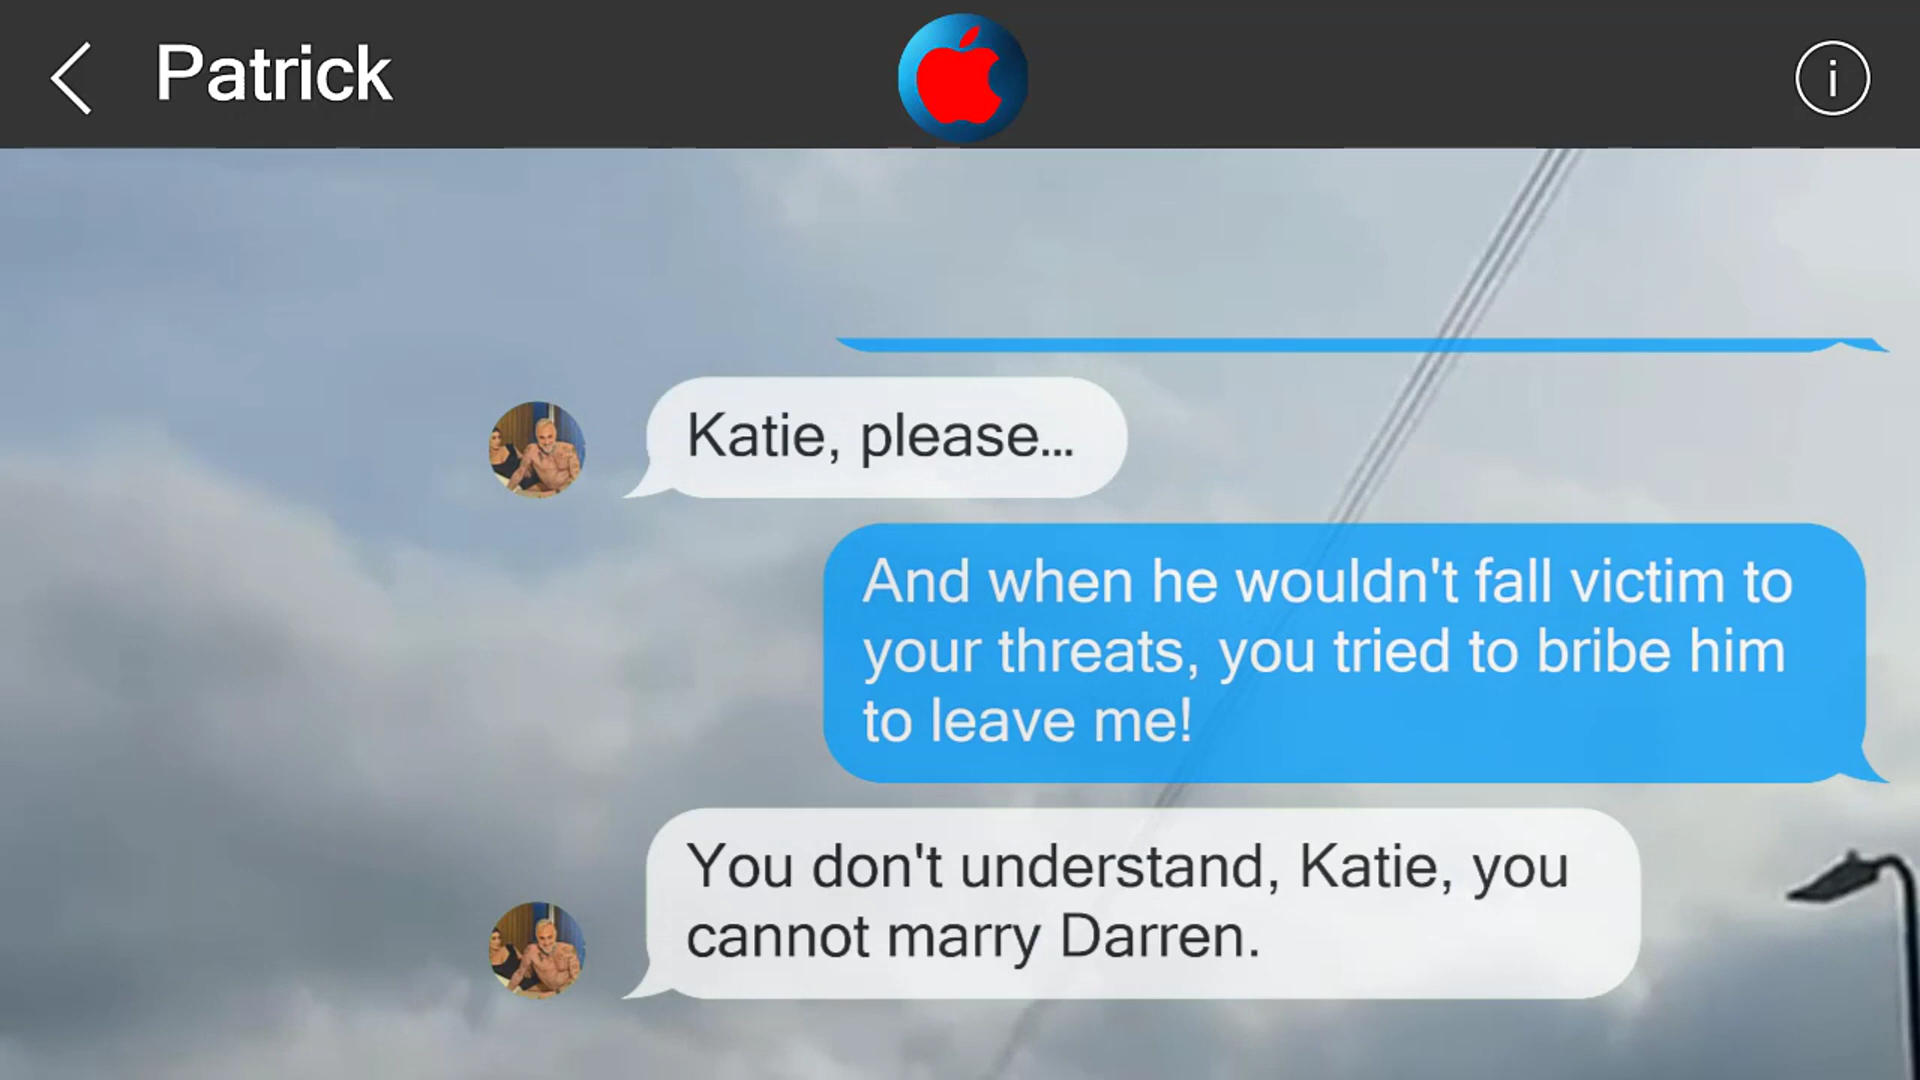 Patrick
Katie, please...
And when he wouldn't fall victim to
your threats, you tried to bribe him
to leave me!
You don't understand, Katie, you
cannot marry Darren.